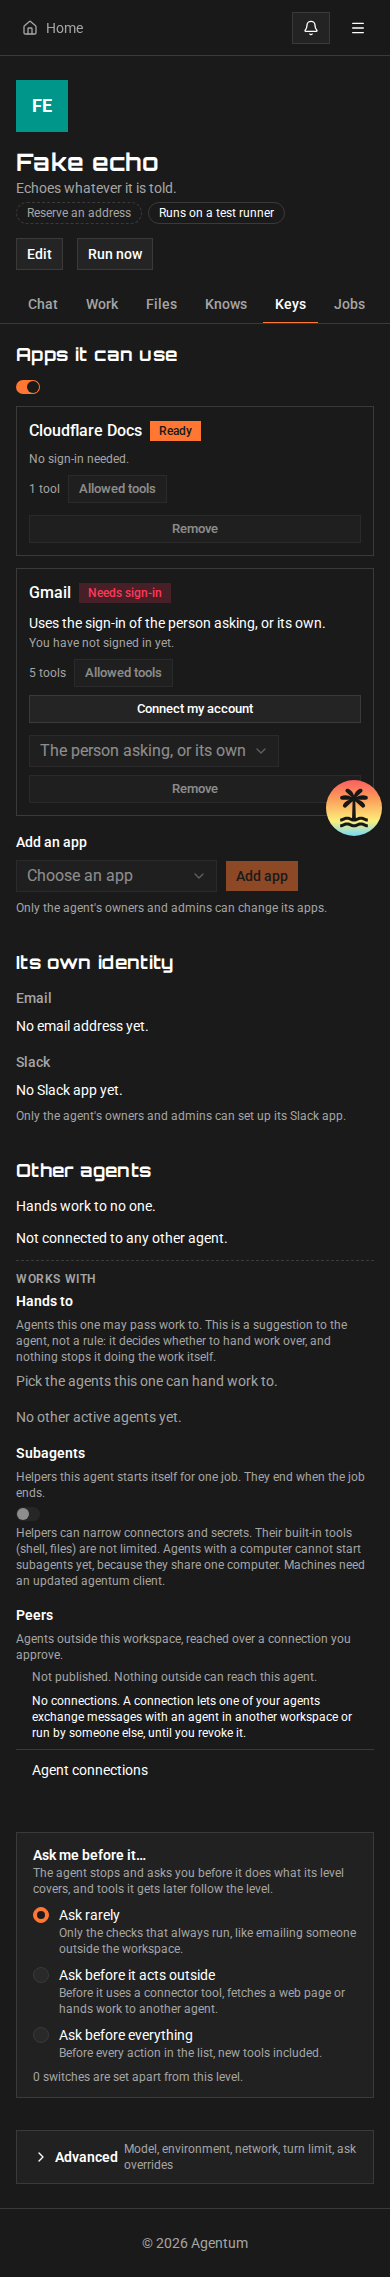 Home
FE
Fake echo
Echoes whatever it is told.
Reserve an address
Runs on a test runner
Edit
Run now
Chat
Work
Files
Knows
Keys
Jobs
Apps it can use
Cloudflare Docs
Ready
No sign-in needed.
1 tool
Allowed tools
Remove
Gmail
Needs sign-in
Uses the sign-in of the person asking, or its own.
You have not signed in yet.
5 tools
Allowed tools
Connect my account
The person asking, or its own
Remove
Add an app
Choose an app
Add app
Only the agent's owners and admins can change its apps.
Its own identity
Email
No email address yet.
Slack
No Slack app yet.
Only the agent's owners and admins can set up its Slack app.
Other agents
Hands work to no one.
Not connected to any other agent.
WORKS WITH
Hands to
Agents this one may pass work to. This is a suggestion to the
agent, not a rule: it decides whether to hand work over, and
nothing stops it doing the work itself.
Pick the agents this one can hand work to.
No other active agents yet.
Subagents
Helpers this agent starts itself for one job. They end when the job
ends.
Helpers can narrow connectors and secrets. Their built-in tools
(shell, files) are not limited. Agents with a computer cannot start
subagents yet, because they share one computer. Machines need
an updated agentum client.
Peers
Agents outside this workspace, reached over a connection you
approve.
Not published. Nothing outside can reach this agent.
No connections. A connection lets one of your agents
exchange messages with an agent in another workspace or
run by someone else, until you revoke it.
Agent connections
Ask me before it…
The agent stops and asks you before it does what its level
covers, and tools it gets later follow the level.
Ask rarely
Only the checks that always run, like emailing someone
outside the workspace.
Ask before it acts outside
Before it uses a connector tool, fetches a web page or
hands work to another agent.
Ask before everything
Before every action in the list, new tools included.
0 switches are set apart from this level.
Advanced
Model, environment, network, turn limit, ask
overrides
© 2026 Agentum